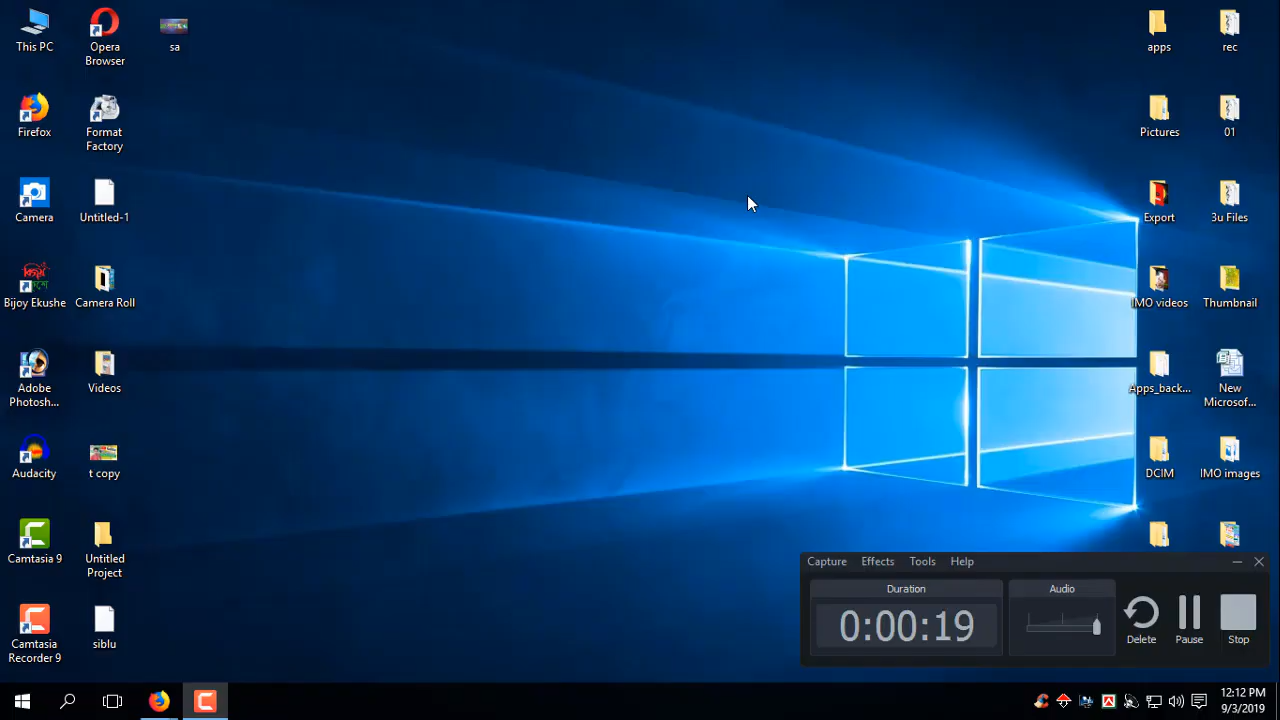 This PC
Opera
Browser
sa
Firefox
Format
Factory
Camera
Untitled-1
Bijoy Ekushe
Camera Roll
Adobe
Photosh...
Videos
Audacity
t copy
Camtasia 9
Untitled
Project
Camtasia
Recorder 9
siblu
apps
rec
Pictures
01
Export
3u Files
IMO videos
Thumbnail
Apps_back...
New
Microsof...
DCIM
IMO images
Capture
Effects
Tools
Help
Duration
0:00:19
Audio
Delete
Pause
Stop
12:12 PM
9/3/2019